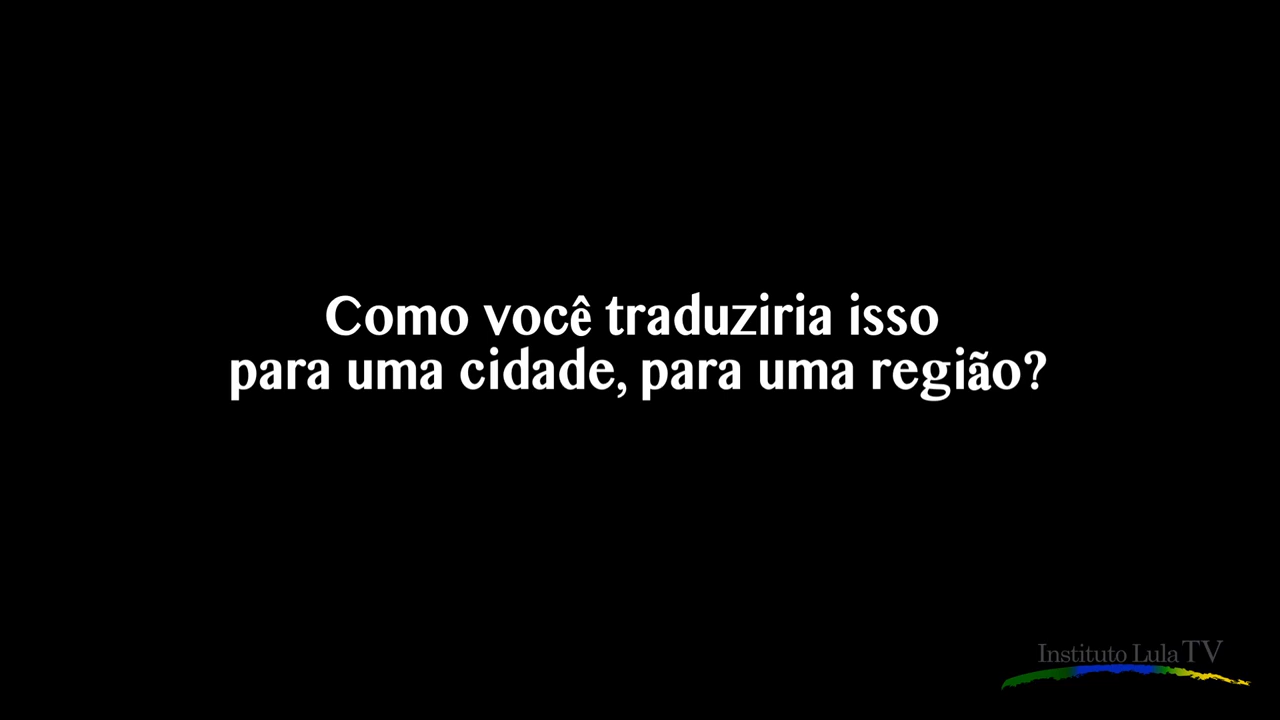 Como você traduziria isso
para uma cidade, para uma região?
Instituto Lula TV